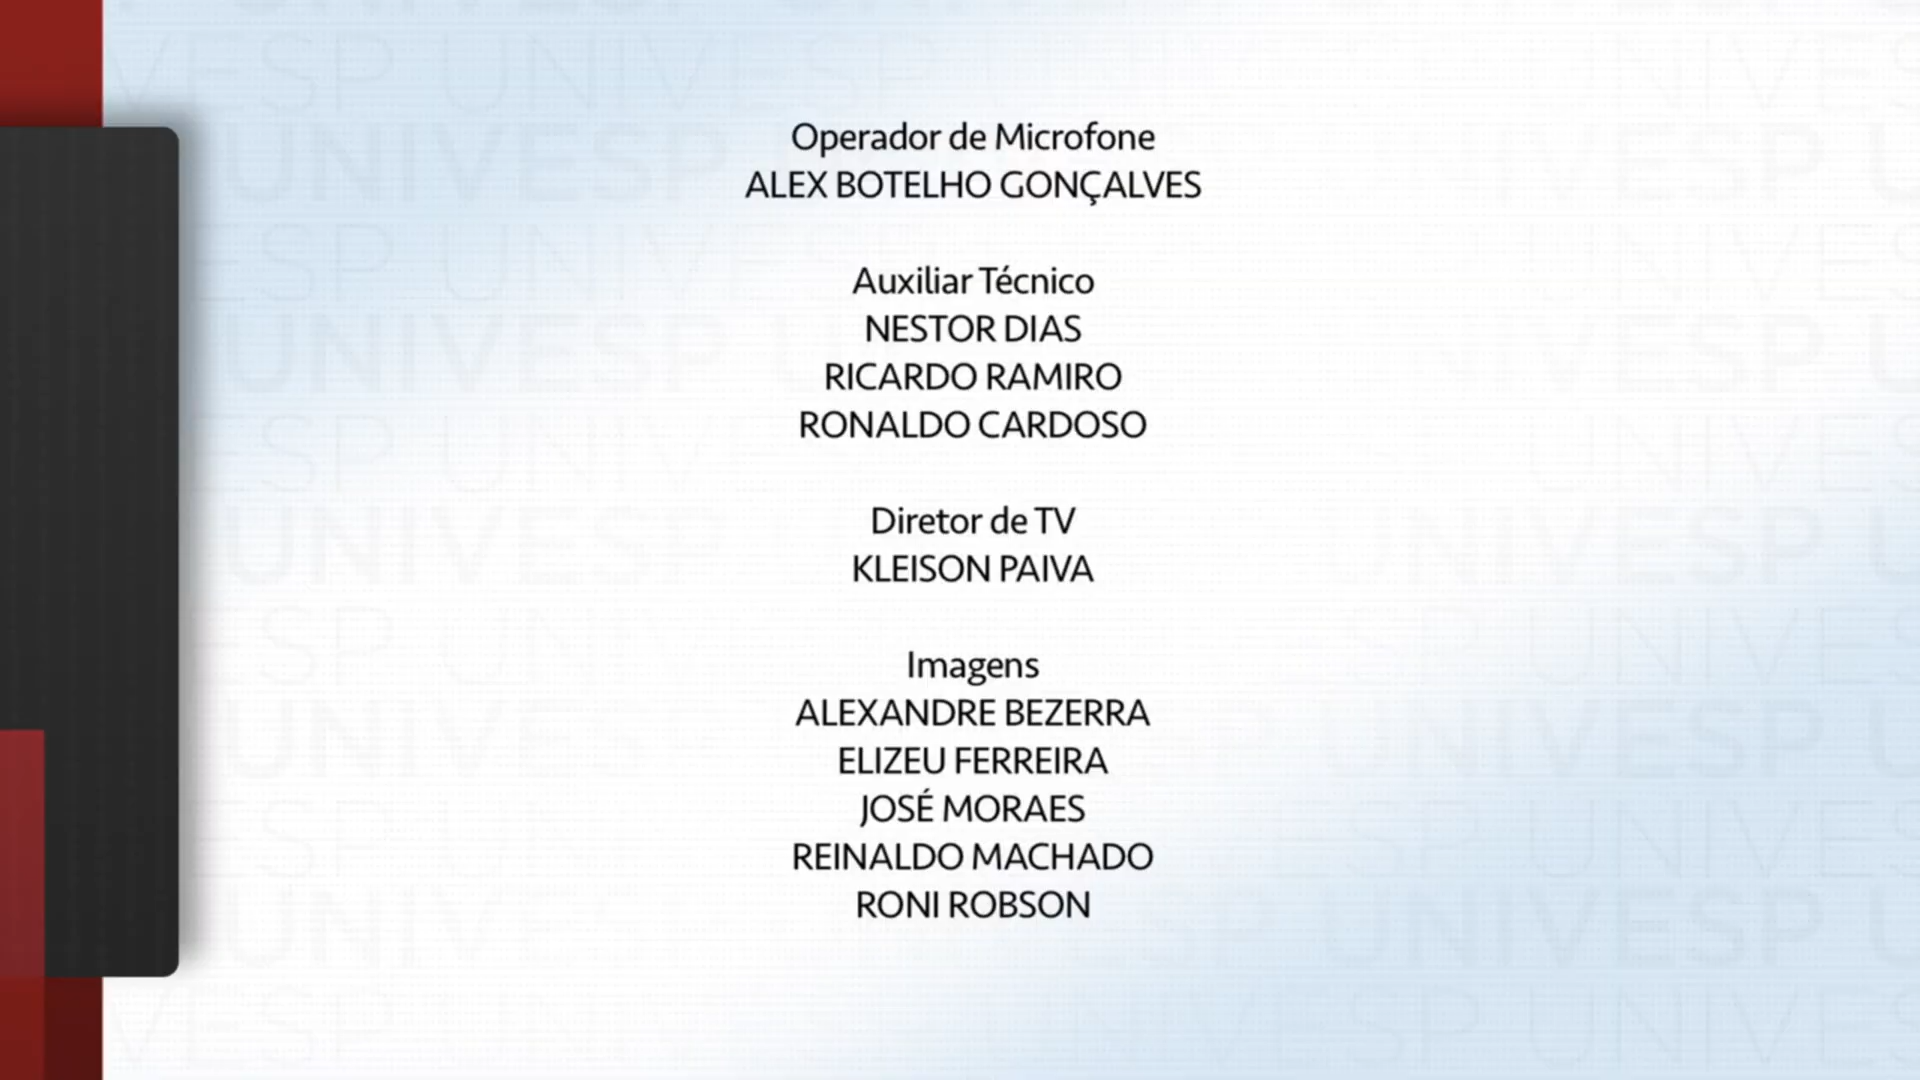 Operador de Microfone
ALEX BOTELHO GONÇALVES
Auxiliar Técnico
NESTOR DIAS
RICARDO RAMIRO
RONALDO CARDOSO
Diretor de TV
KLEISON PAIVA
Imagens
ALEXANDRE BEZERRA
ELIZEU FERREIRA
JOSÉ MORAES
REINALDO MACHADO
RONI ROBSON